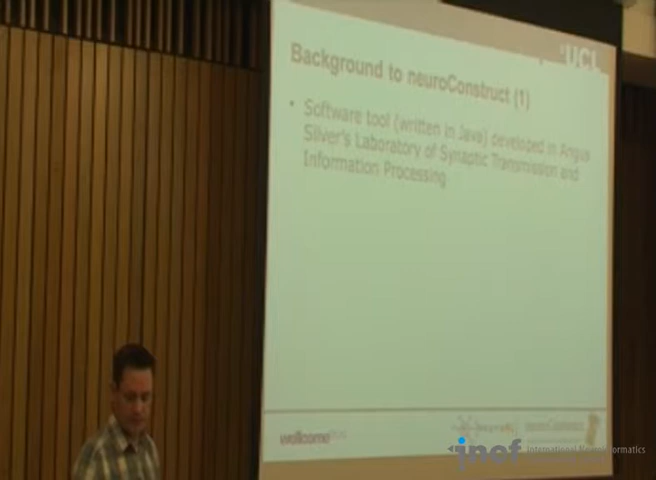 UCL
Background to neuroConstruct (1)
• Software tool (written in Java) developed in Angus
Silver's Laboratory of Synaptic Transmission and
Information Processing
wellcome
neuroConstruct
incf International Neuroinformatics